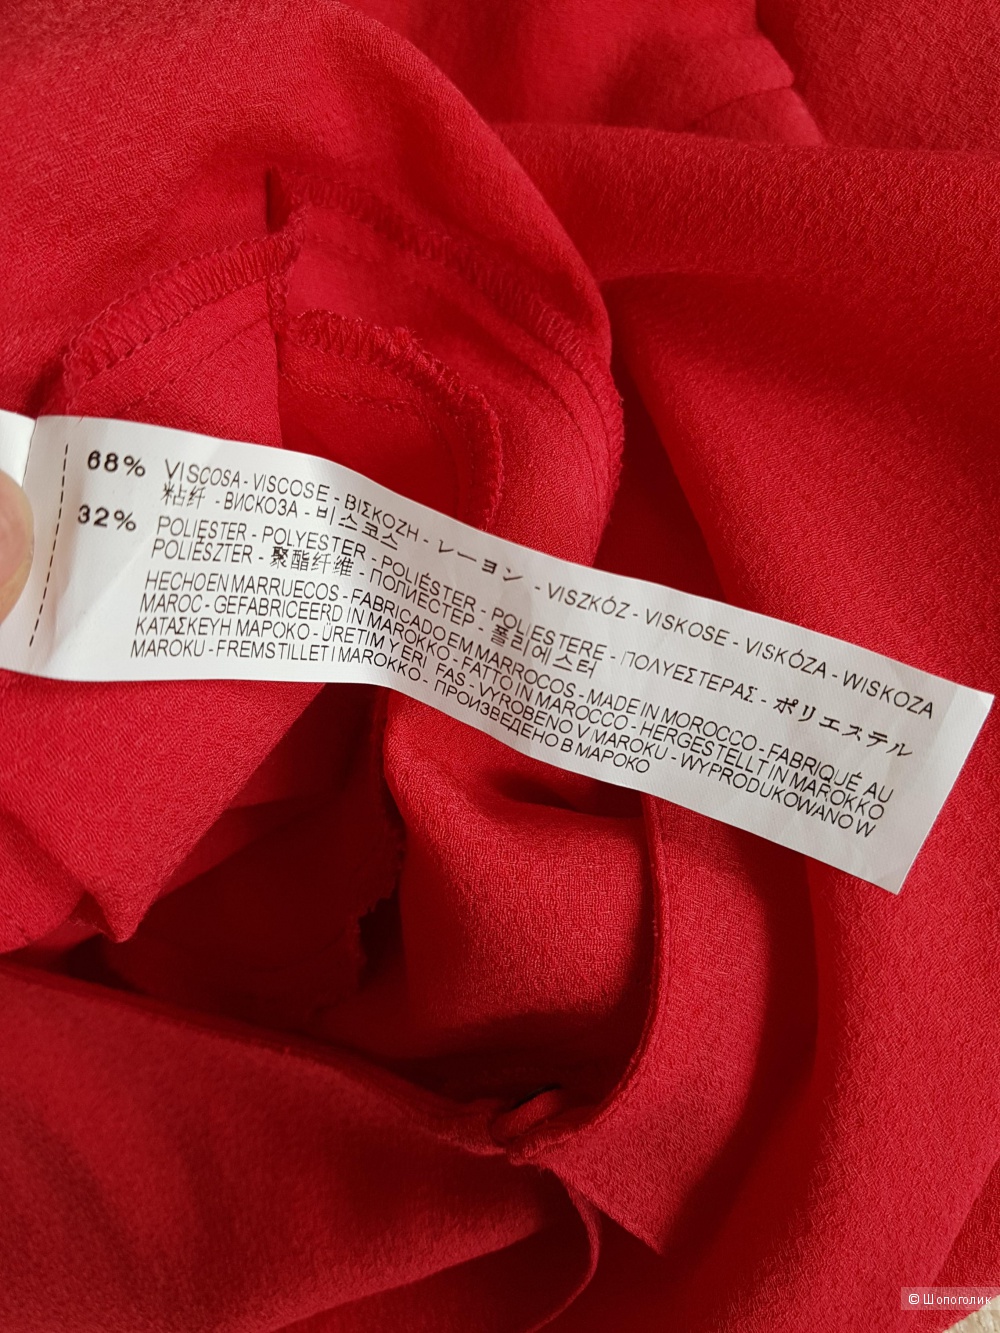 68% VISCOSA - VISCOSE - ΒΙΣΚΟΖΗ - レーヨン - VISZKÓZ - VISKOSE - VISKÓZA - WISKOZA
粘纤 - ВИСКОЗА - 비스코스
32% POLIESTER - POLYESTER - POLIÉSTER - POLIESTERE - ΠΟΛΥΕΣΤΕΡΑΣ - ポリエステル
POLIÉSZTER - 聚酯纤维 - ПОЛИЕСТЕР - 폴리에스터
HECHO EN MARRUECOS - FABRICADO EM MARROCOS - MADE IN MOROCCO - FABRIQUÉ AU
MAROC - GEFABRICEERD IN MAROKKO - FATTO IN MAROCCO - HERGESTELLT IN MAROKKO
ΚΑΤΑΣΚΕΥΗ ΜΑΡΟΚΟ - ÜRETIM YERI FAS - VYROBENO V MAROKU - WYPRODUKOWANO W
MAROKU - FREMSTILLET I MAROKKO - ПРОИЗВЕДЕНО В МАРОКО
© Шопоголик